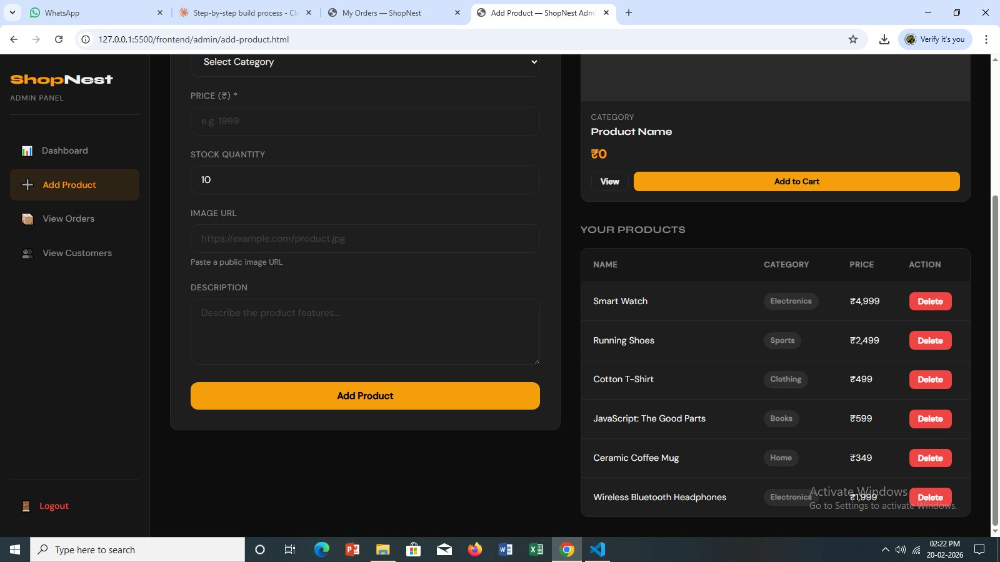 WhatsApp
Step-by-step build process - Cla
My Orders — ShopNest
Add Product — ShopNest Adm
127.0.0.1:5500/frontend/admin/add-product.html
Verify it's you
ShopNest
ADMIN PANEL
Dashboard
Add Product
View Orders
View Customers
Logout
Select Category
PRICE (₹) *
e.g. 1999
STOCK QUANTITY
10
IMAGE URL
https://example.com/product.jpg
Paste a public image URL
DESCRIPTION
Describe the product features...
Add Product
CATEGORY
Product Name
₹0
View Add to Cart
YOUR PRODUCTS
NAME CATEGORY PRICE ACTION
Smart Watch Electronics ₹4,999 Delete
Running Shoes Sports ₹2,499 Delete
Cotton T-Shirt Clothing ₹499 Delete
JavaScript: The Good Parts Books ₹599 Delete
Ceramic Coffee Mug Home ₹349 Delete
Wireless Bluetooth Headphones Electronics ₹1,999 Delete
Activate Windows
Go to Settings to activate Windows.
Type here to search
02:22 PM
20-02-2026